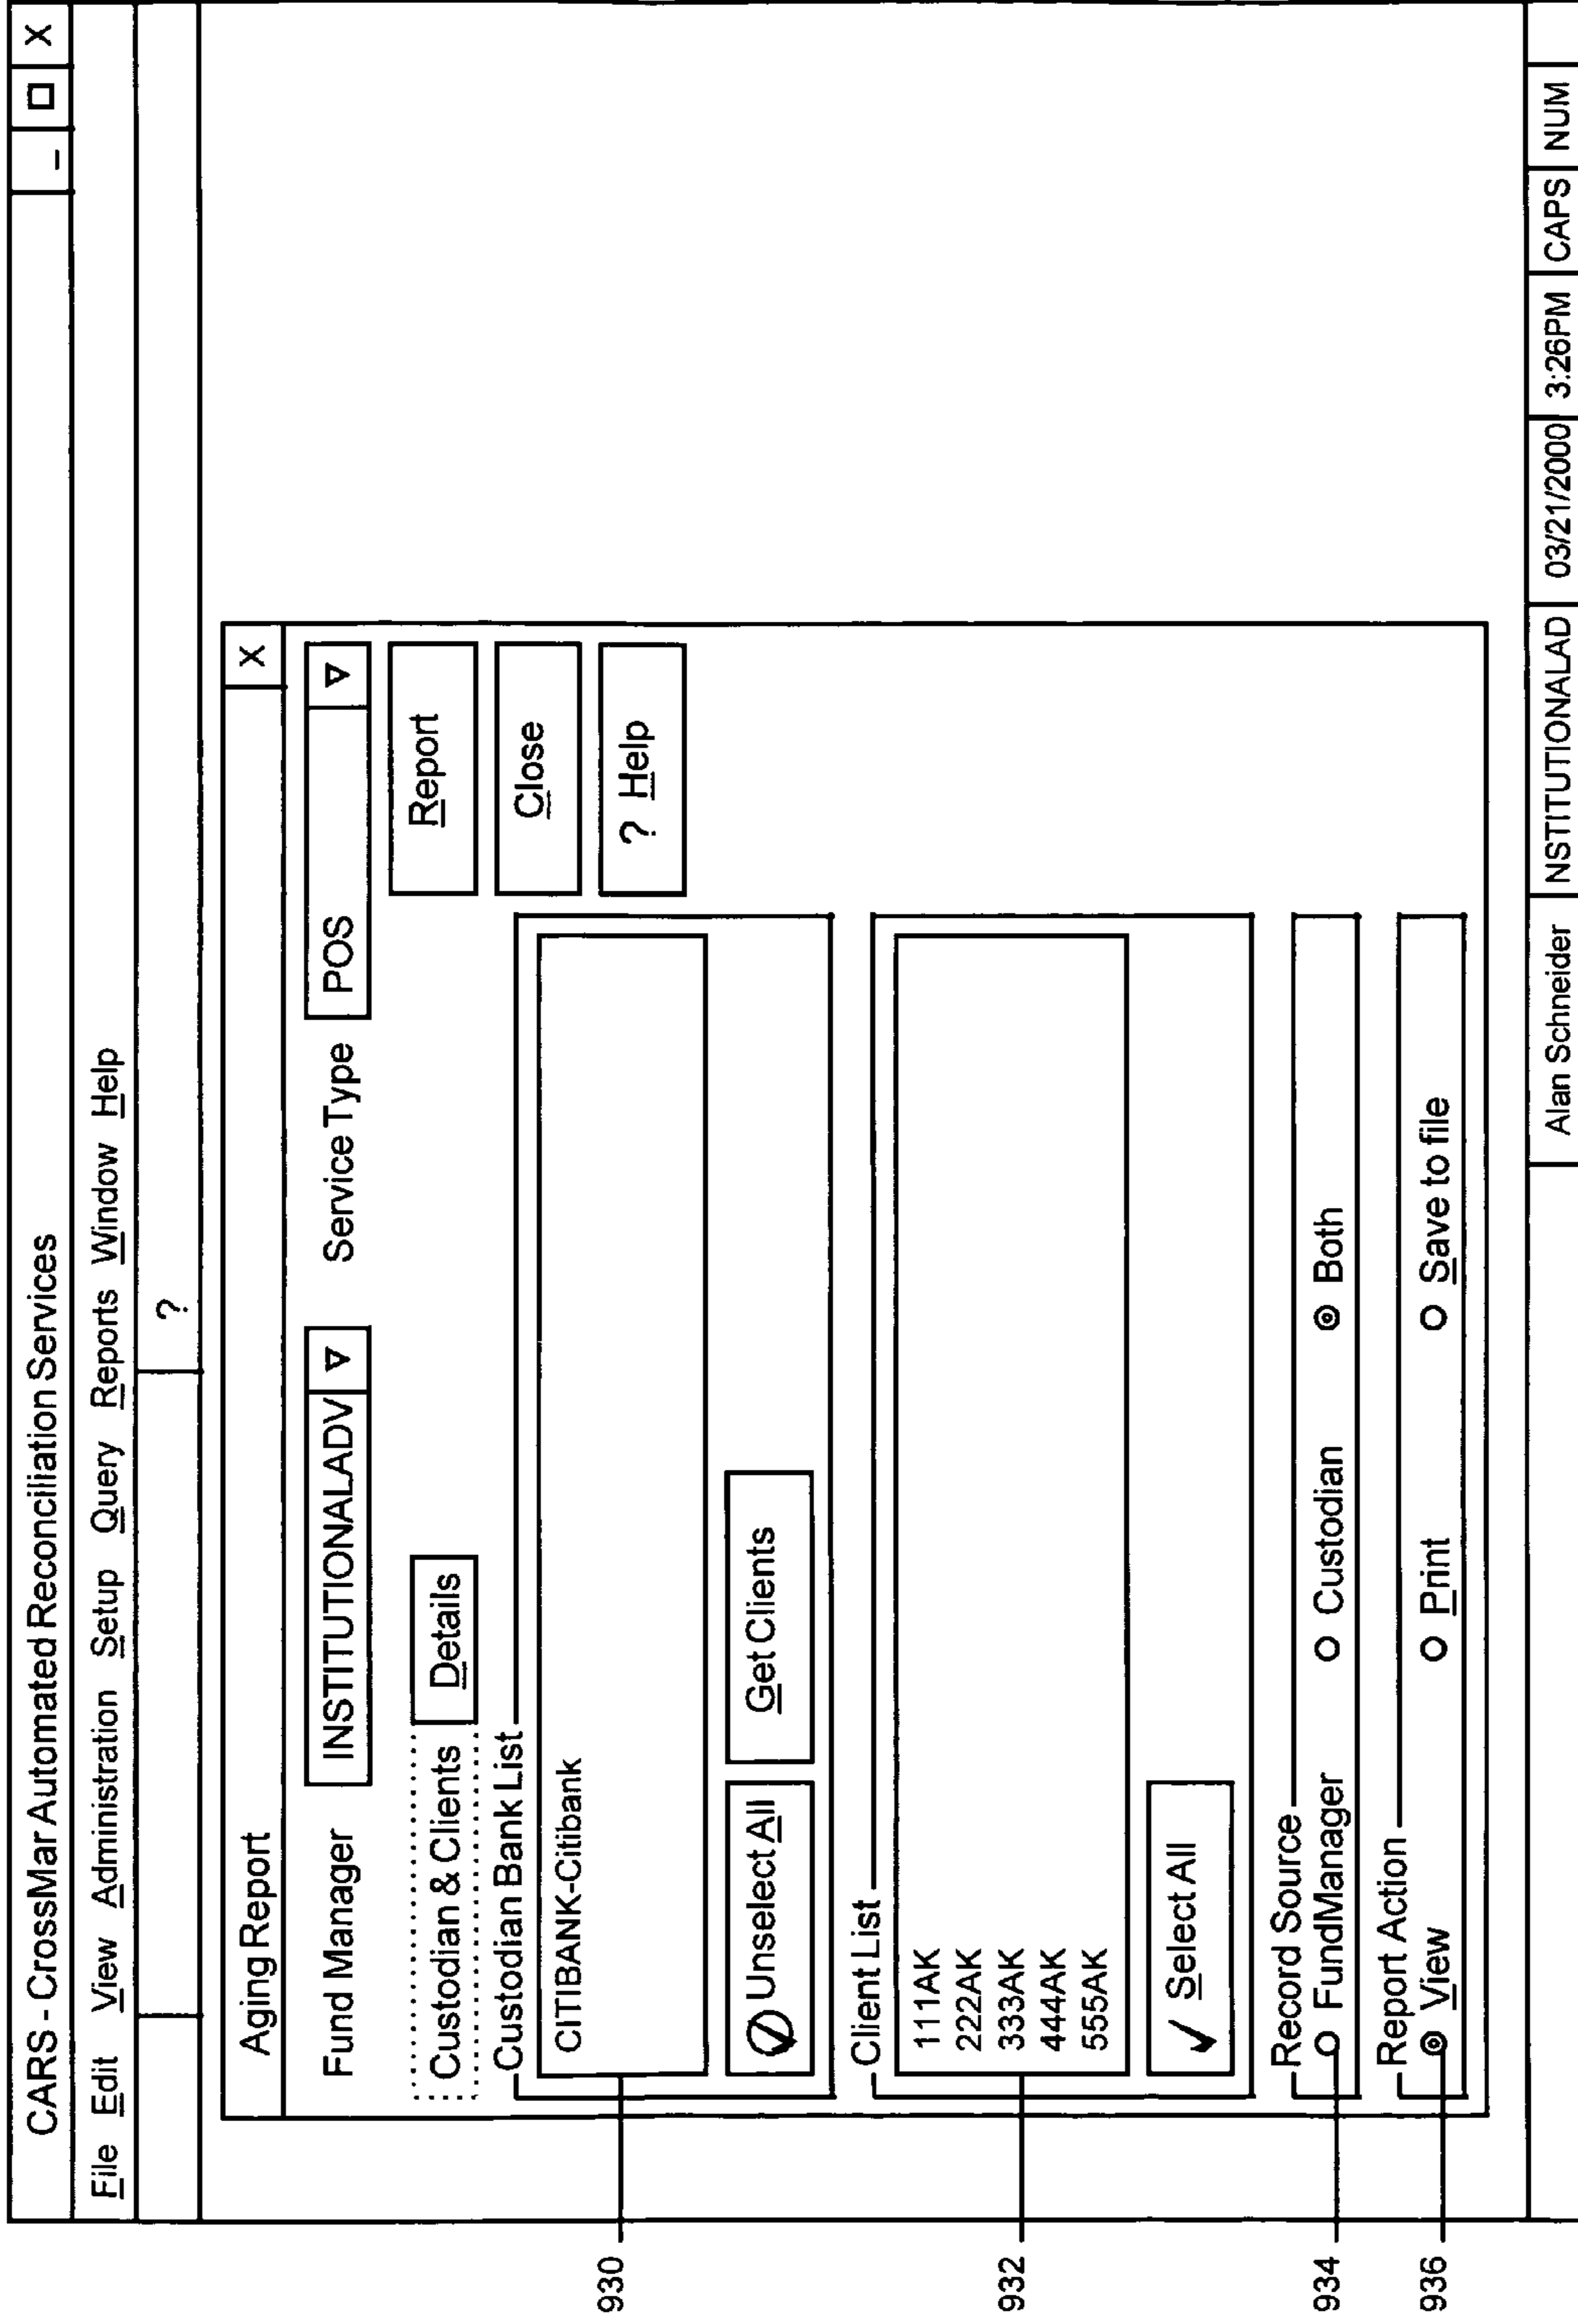 CARS - CrossMar Automated Reconciliation Services _ X
File Edit View Administration Setup Query Reports Window Help
?
Aging Report X
Fund Manager INSTITUTIONALADV Service Type POS
Custodian & Clients Details
Report
Custodian Bank List
Close
CITIBANK-Citibank
? Help
Unselect All Get Clients
Client List
111AK
222AK
333AK
444AK
555AK
Select All
Record Source
FundManager Custodian Both
Report Action
View Print Save to file
Alan Schneider NSTITUTIONALAD 03/21/2000 3:26PM CAPS NUM
930
932
934
936